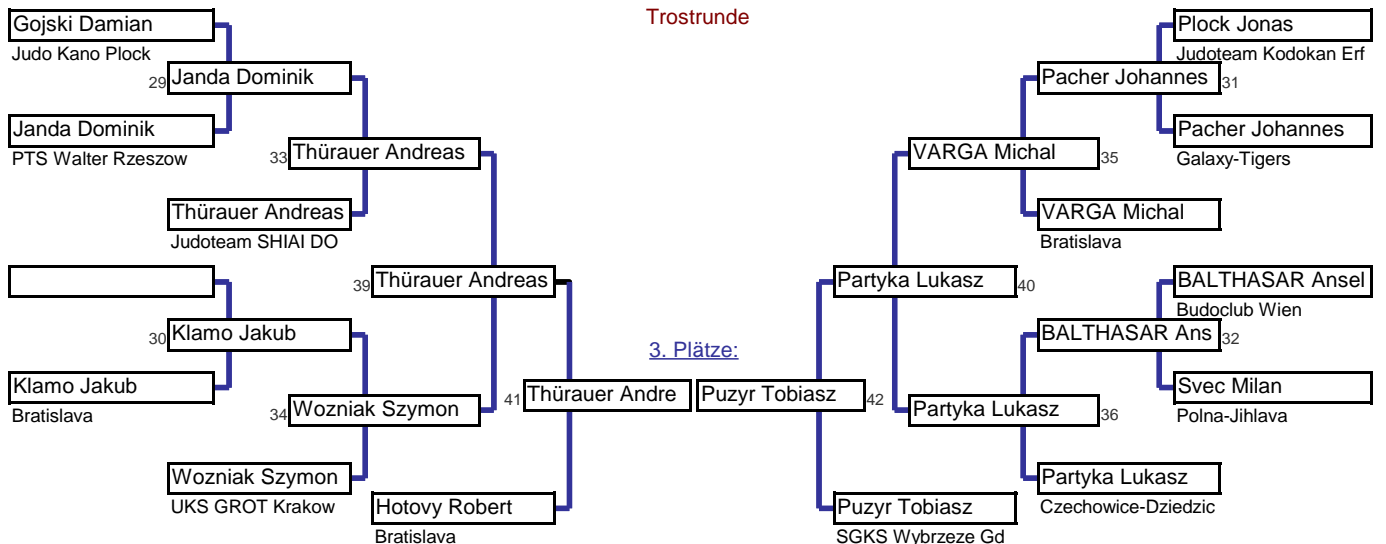 Trostrunde
Gojski Damian
Judo Kano Plock
29 Janda Dominik
Janda Dominik
PTS Walter Rzeszow
33 Thürauer Andreas
Thürauer Andreas
Judoteam SHIAI DO
39 Thürauer Andreas
30 Klamo Jakub
Klamo Jakub
Bratislava
34 Wozniak Szymon
Wozniak Szymon
UKS GROT Krakow
41 Thürauer Andre
Hotovy Robert
Bratislava
3. Plätze:
Plock Jonas
Judoteam Kodokan Erf
Pacher Johannes 31
Pacher Johannes
Galaxy-Tigers
VARGA Michal 35
VARGA Michal
Bratislava
Partyka Lukasz 40
BALTHASAR Ansel
Budoclub Wien
BALTHASAR Ans 32
Svec Milan
Polna-Jihlava
Puzyr Tobiasz 42
Partyka Lukasz 36
Partyka Lukasz
Czechowice-Dziedzic
Puzyr Tobiasz
SGKS Wybrzeze Gd